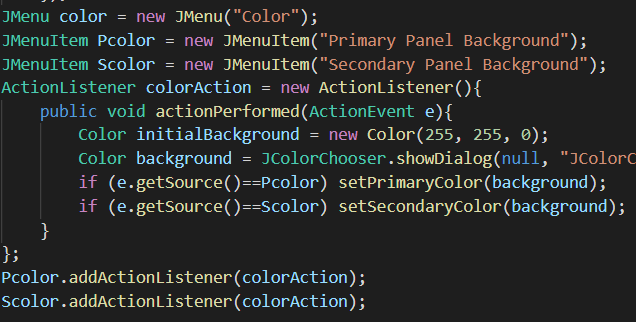 JMenu color = new JMenu("Color");
JMenuItem Pcolor = new JMenuItem("Primary Panel Background");
JMenuItem Scolor = new JMenuItem("Secondary Panel Background");
ActionListener colorAction = new ActionListener(){
public void actionPerformed(ActionEvent e){
Color initialBackground = new Color(255, 255, 0);
Color background = JColorChooser.showDialog(null, "JColorC
if (e.getSource()==Pcolor) setPrimaryColor(background);
if (e.getSource()==Scolor) setSecondaryColor(background);
}
};
Pcolor.addActionListener(colorAction);
Scolor.addActionListener(colorAction);